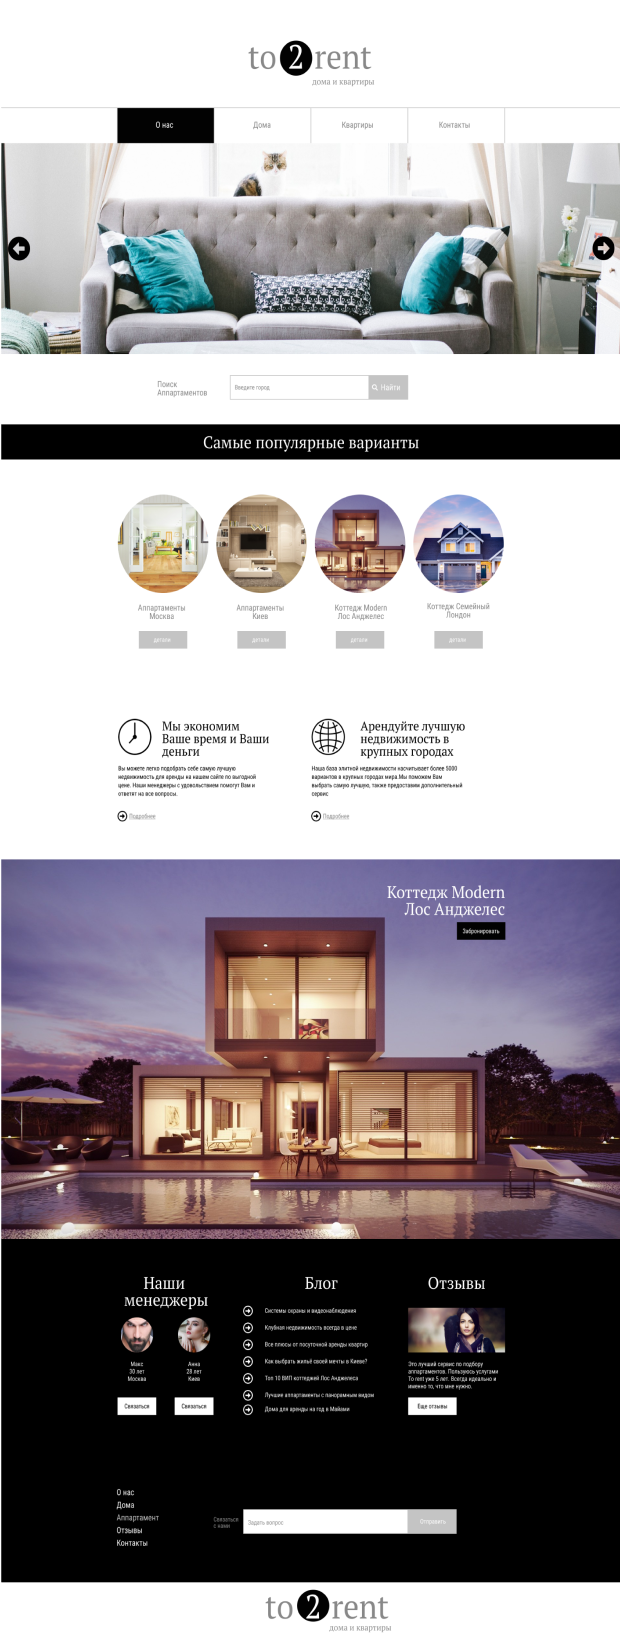 to 2 rent
дома и квартиры
О нас
Дома
Квартиры
Контакты
Поиск
Аппартаментов
Введите город
Найти
Самые популярные варианты
Аппартаменты
Москва
детали
Аппартаменты
Киев
детали
Коттедж Modern
Лос Анджелес
детали
Коттедж Семейный
Лондон
детали
Мы экономим
Ваше время и Ваши
деньги
Вы можете легко подобрать себе самую лучшую
недвижимость для аренды на нашем сайте по выгодной
цене. Наши менеджеры с удовольствием помогут Вам и
ответят на все вопросы.
Подробнее
Арендуйте лучшую
недвижимость в
крупных городах
Наша база элитной недвижимости насчитывает более 5000
вариантов в крупных городах мира.Мы поможем Вам
выбрать самую лучшую, также предоставим дополнительный
сервис
Подробнее
Коттедж Modern
Лос Анджелес
Забронировать
Наши
менеджеры
Макс
30 лет
Москва
Связаться
Анна
28 лет
Киев
Связаться
Блог
Системы охраны и видеонаблюдения
Клубная недвижимость всегда в цене
Все плюсы от посуточной аренды квартир
Как выбрать жильё своей мечты в Киеве?
Топ 10 ВИП коттеджей Лос Анджелеса
Лучшие аппартаменты с панорамным видом
Дома для аренды на год в Майами
Отзывы
Это лучший сервис по подбору
аппартаментов. Пользуюсь услугами
To rent уже 5 лет. Всегда идеально и
именно то, что мне нужно.
Еще отзывы
О нас
Дома
Аппартамент
Отзывы
Контакты
Связаться
с нами
Задать вопрос
Отправить
to 2 rent
дома и квартиры